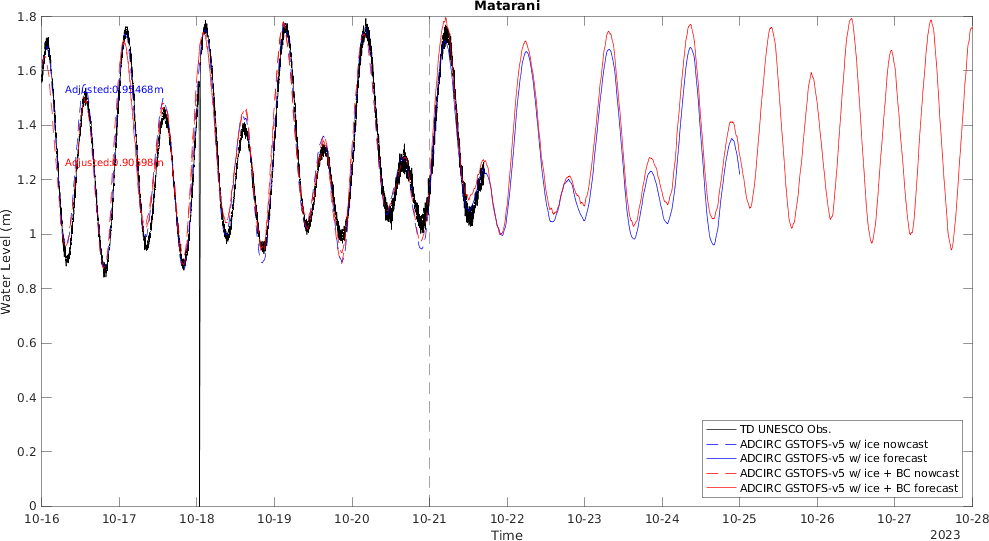 Matarani
1.8
1.6
1.4
1.2
1
0.8
0.6
0.4
0.2
0
Water Level (m)
Adjusted:0.95468m
Adjusted:0.90598m
TD UNESCO Obs.
ADCIRC GSTOFS-v5 w/ ice nowcast
ADCIRC GSTOFS-v5 w/ ice forecast
ADCIRC GSTOFS-v5 w/ ice + BC nowcast
ADCIRC GSTOFS-v5 w/ ice + BC forecast
10-16 10-17 10-18 10-19 10-20 10-21 10-22 10-23 10-24 10-25 10-26 10-27 10-28
Time
2023